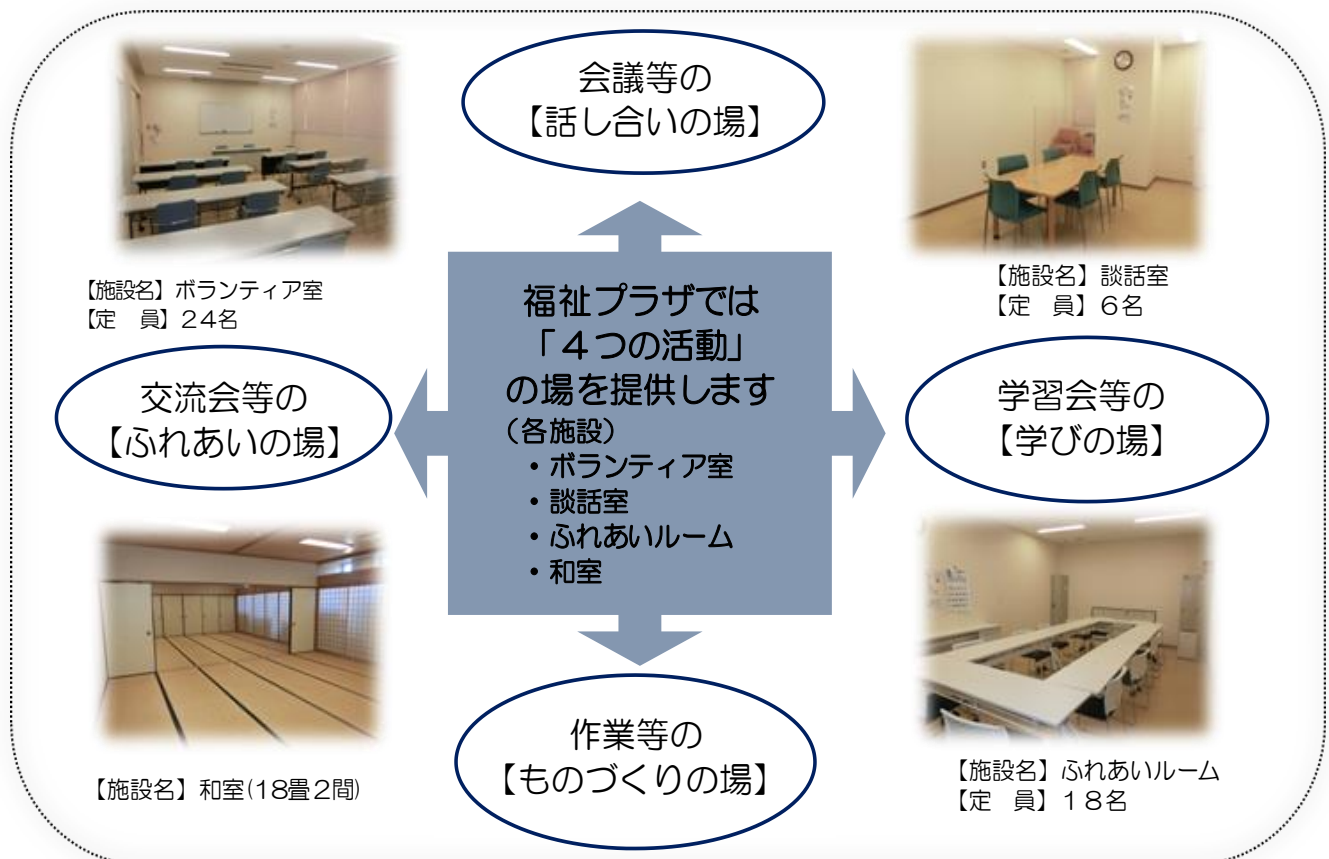 会議等の
【話し合いの場】
【施設名】ボランティア室
【定　員】２４名
【施設名】談話室
【定　員】６名
福祉プラザでは
「４つの活動」
の場を提供します
（各施設）
・ボランティア室
・談話室
・ふれあいルーム
・和室
交流会等の
【ふれあいの場】
学習会等の
【学びの場】
作業等の
【ものづくりの場】
【施設名】和室(18畳２間)
【施設名】ふれあいルーム
【定　員】１８名